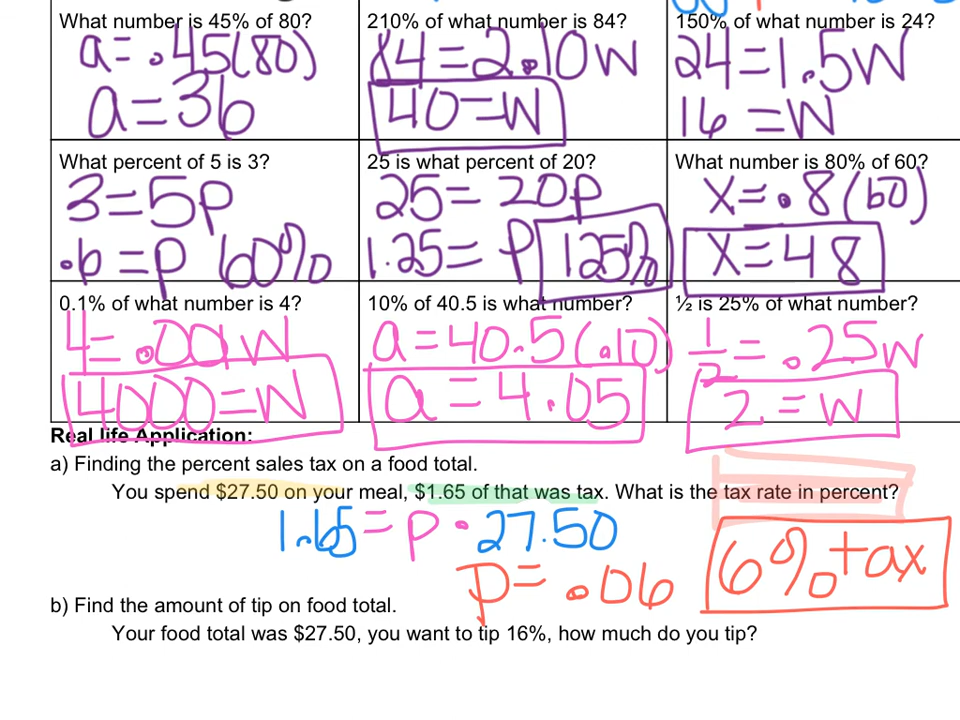 What number is 45% of 80?
a = .45(80)
a = 36
210% of what number is 84?
84 = 2.10w
40 = w
150% of what number is 24?
24 = 1.5w
16 = w
What percent of 5 is 3?
3 = 5p
.6 = p 60%
25 is what percent of 20?
25 = 20p
1.25 = p 125%
What number is 80% of 60?
x = .8(60)
x = 48
0.1% of what number is 4?
4 = .001w
4000 = w
10% of 40.5 is what number?
a = 40.5(.10)
a = 4.05
½ is 25% of what number?
1/2 = .25w
2 = w
Real life Application:
a) Finding the percent sales tax on a food total.
You spend $27.50 on your meal, $1.65 of that was tax. What is the tax rate in percent?
1.65 = p • 27.50
p = .06 6% tax
b) Find the amount of tip on food total.
Your food total was $27.50, you want to tip 16%, how much do you tip?